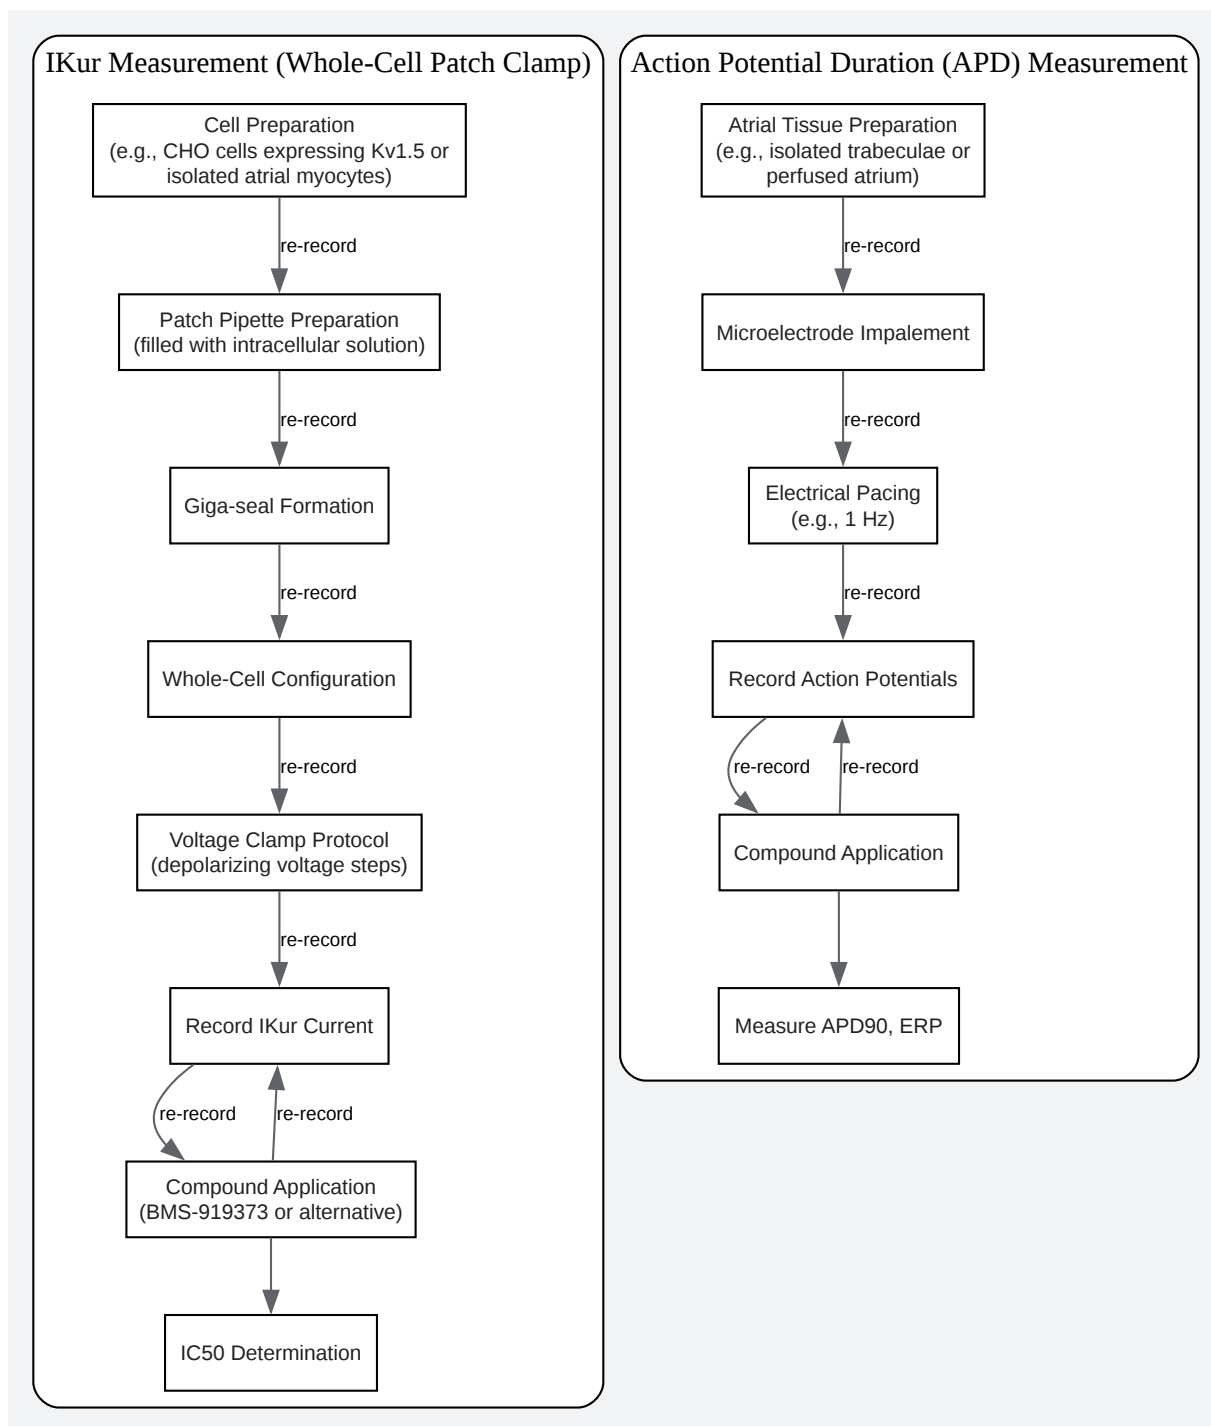 IKur Measurement (Whole-Cell Patch Clamp)
Cell Preparation
(e.g., CHO cells expressing Kv1.5 or
isolated atrial myocytes)
re-record
Patch Pipette Preparation
(filled with intracellular solution)
re-record
Giga-seal Formation
re-record
Whole-Cell Configuration
re-record
Voltage Clamp Protocol
(depolarizing voltage steps)
re-record
Record IKur Current
re-record
re-record
Compound Application
(BMS-919373 or alternative)
IC50 Determination
Action Potential Duration (APD) Measurement
Atrial Tissue Preparation
(e.g., isolated trabeculae or
perfused atrium)
re-record
Microelectrode Impalement
re-record
Electrical Pacing
(e.g., 1 Hz)
re-record
Record Action Potentials
re-record
re-record
Compound Application
Measure APD90, ERP